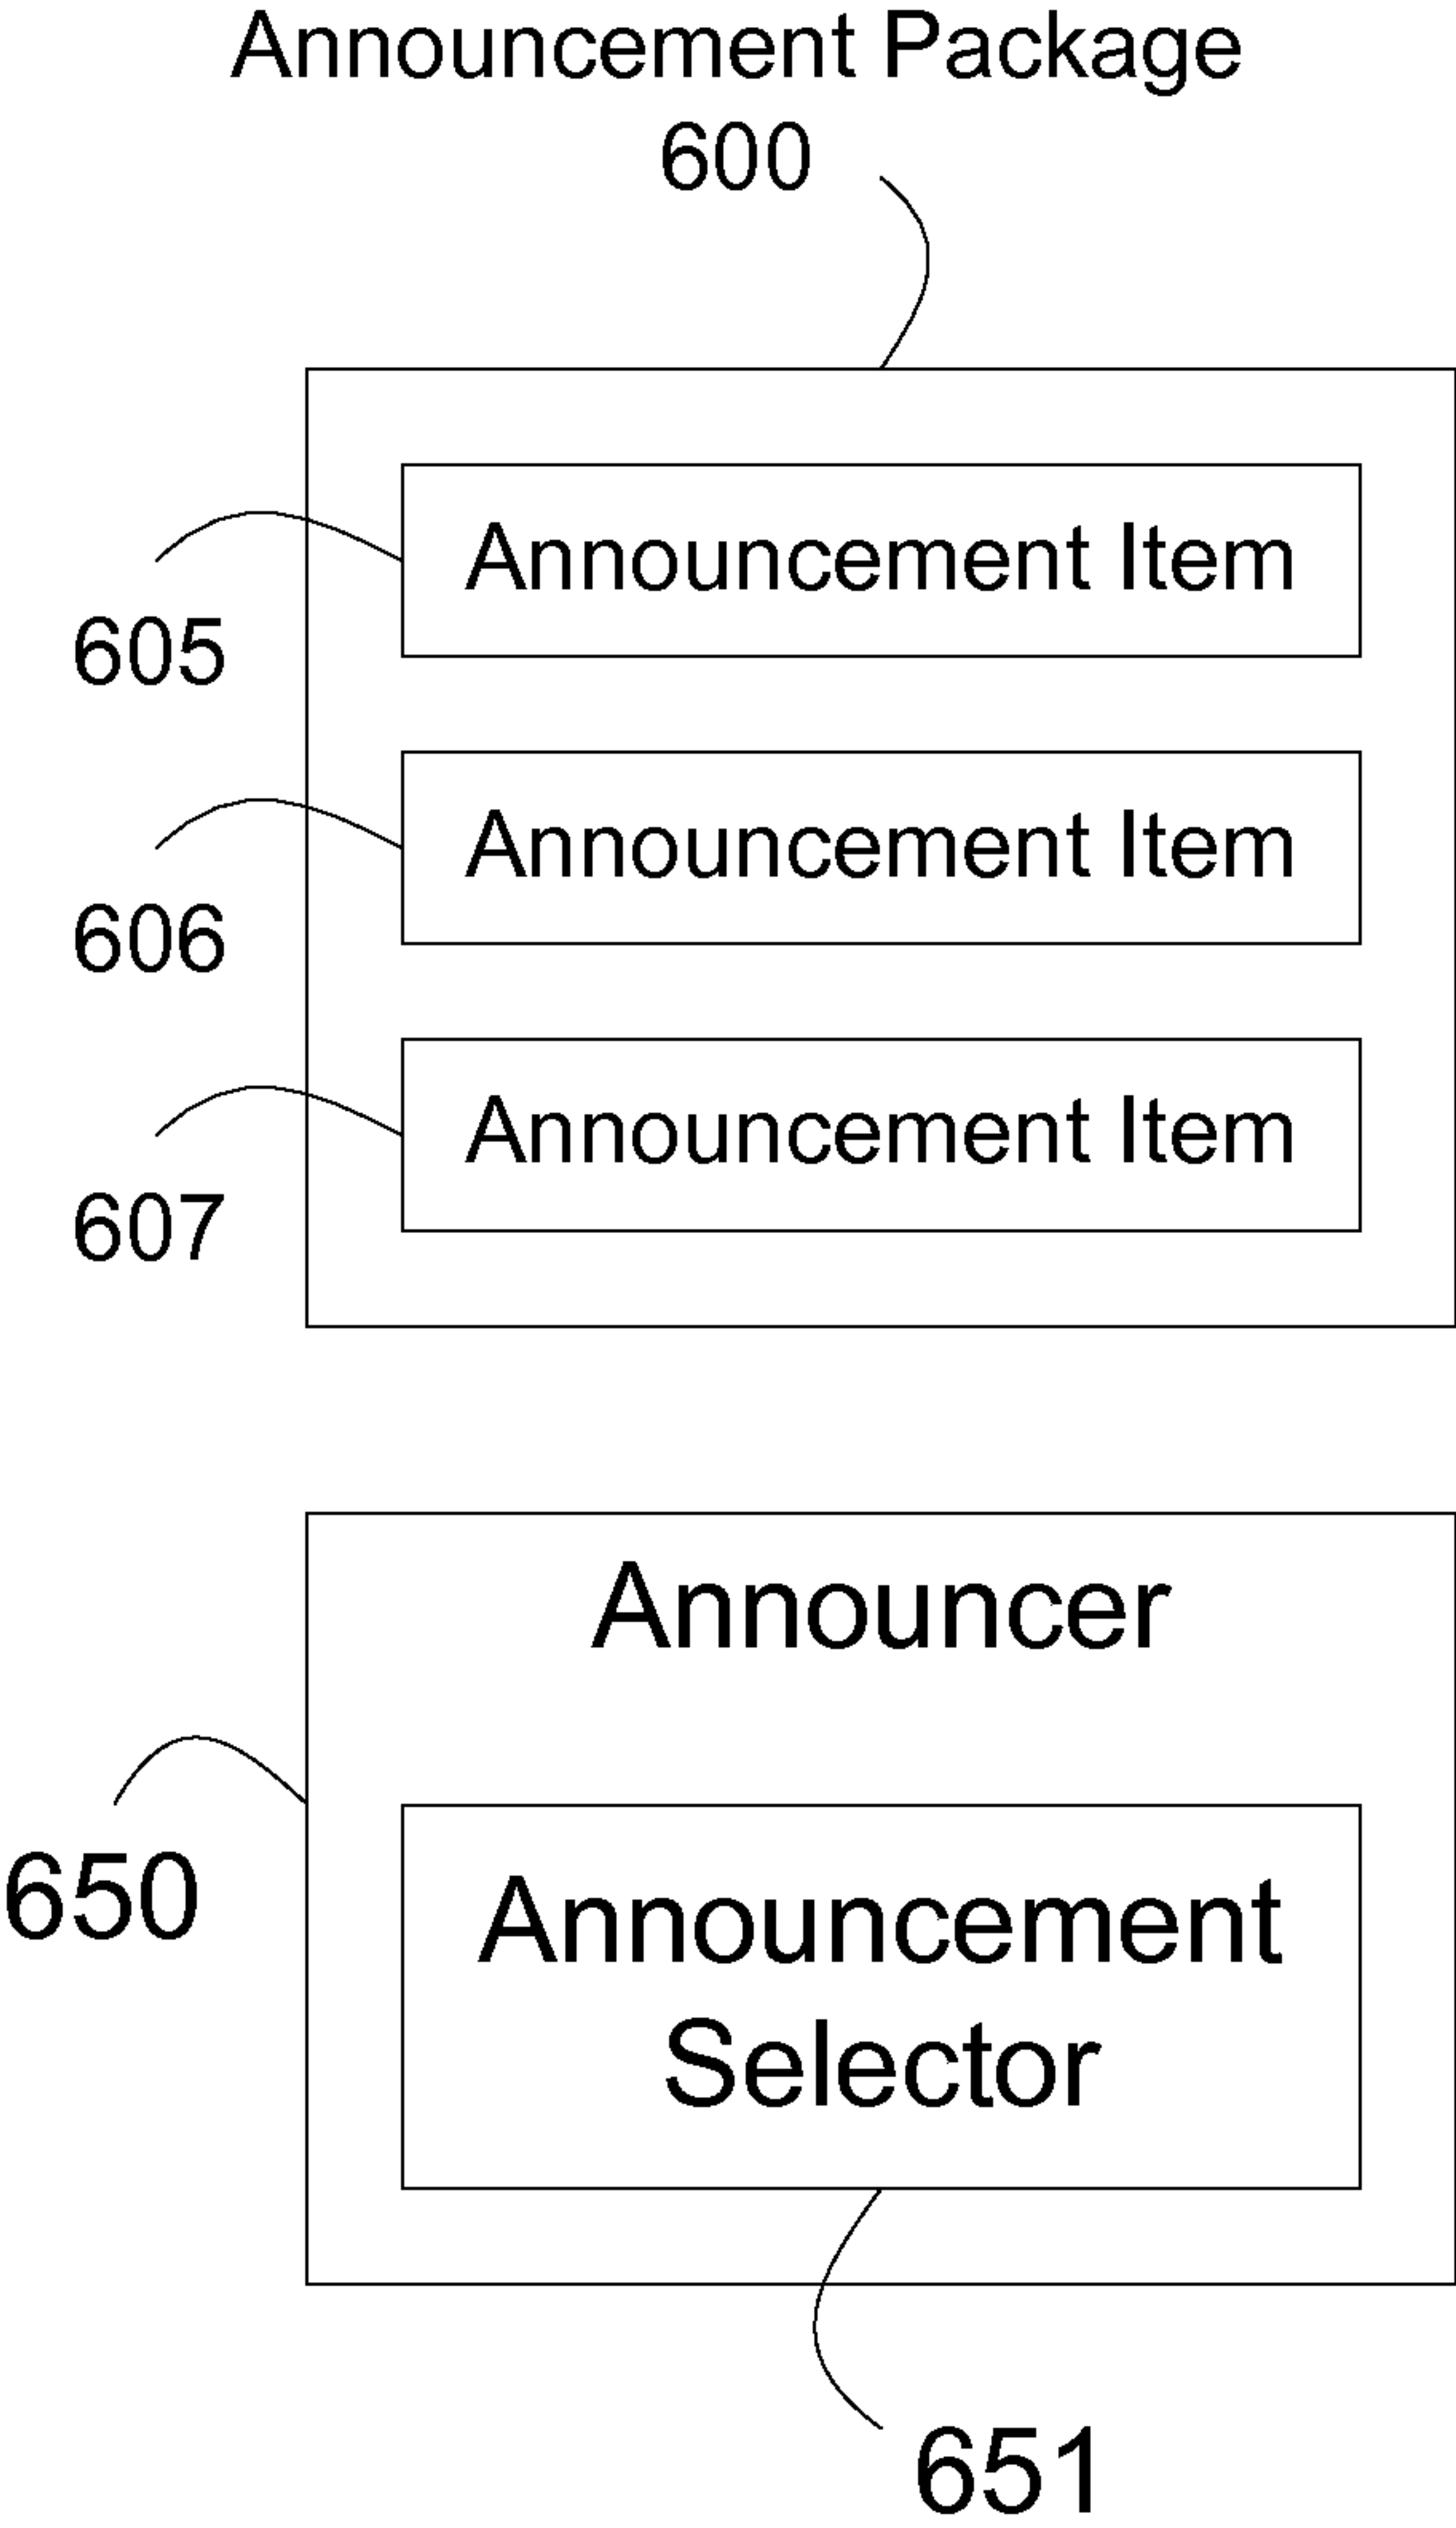 Announcement Package
600
Announcement Item
605
Announcement Item
606
Announcement Item
607
Announcer
650
Announcement
Selector
651